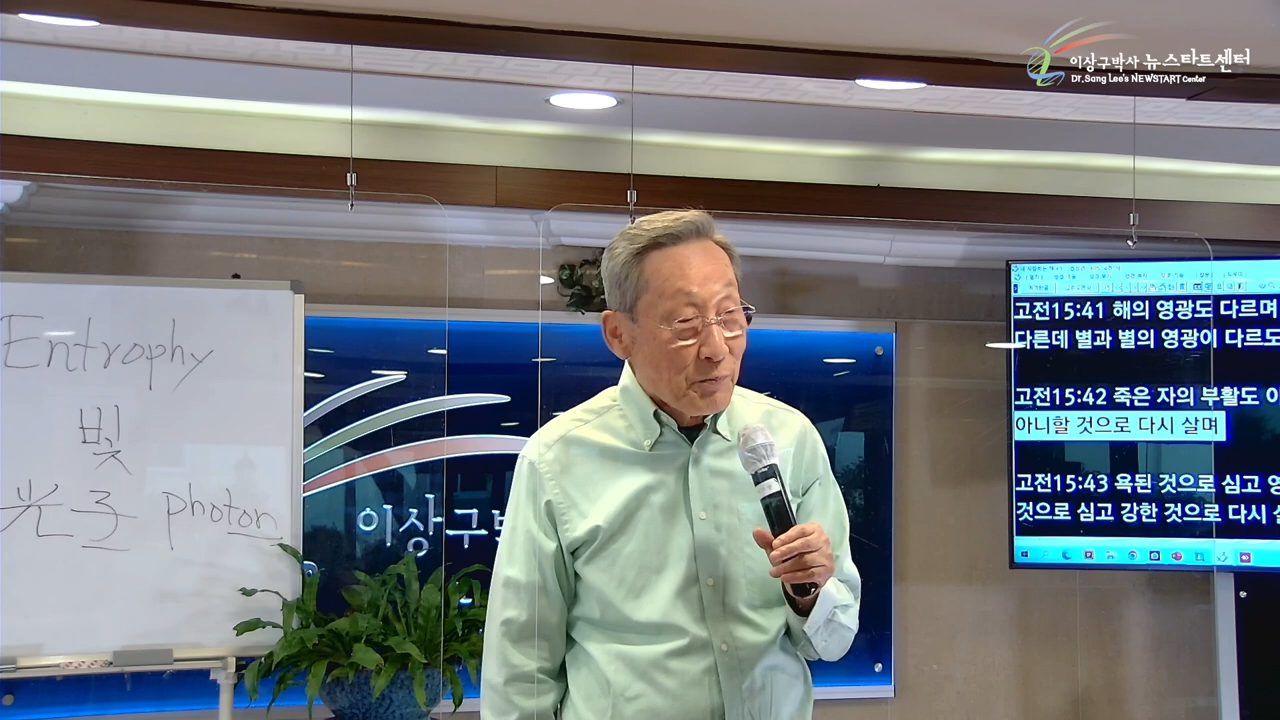 이상구박사 뉴스타트센터
Dr. Sang Lee's NEWSTART Center
Entrophy
빛
光子 photon
이상구박
고전15:41 해의 영광도 다르며
다른데 별과 별의 영광이 다르도
고전15:42 죽은 자의 부활도 이
아니할 것으로 다시 살며
고전15:43 욕된 것으로 심고 영
것으로 심고 강한 것으로 다시 살